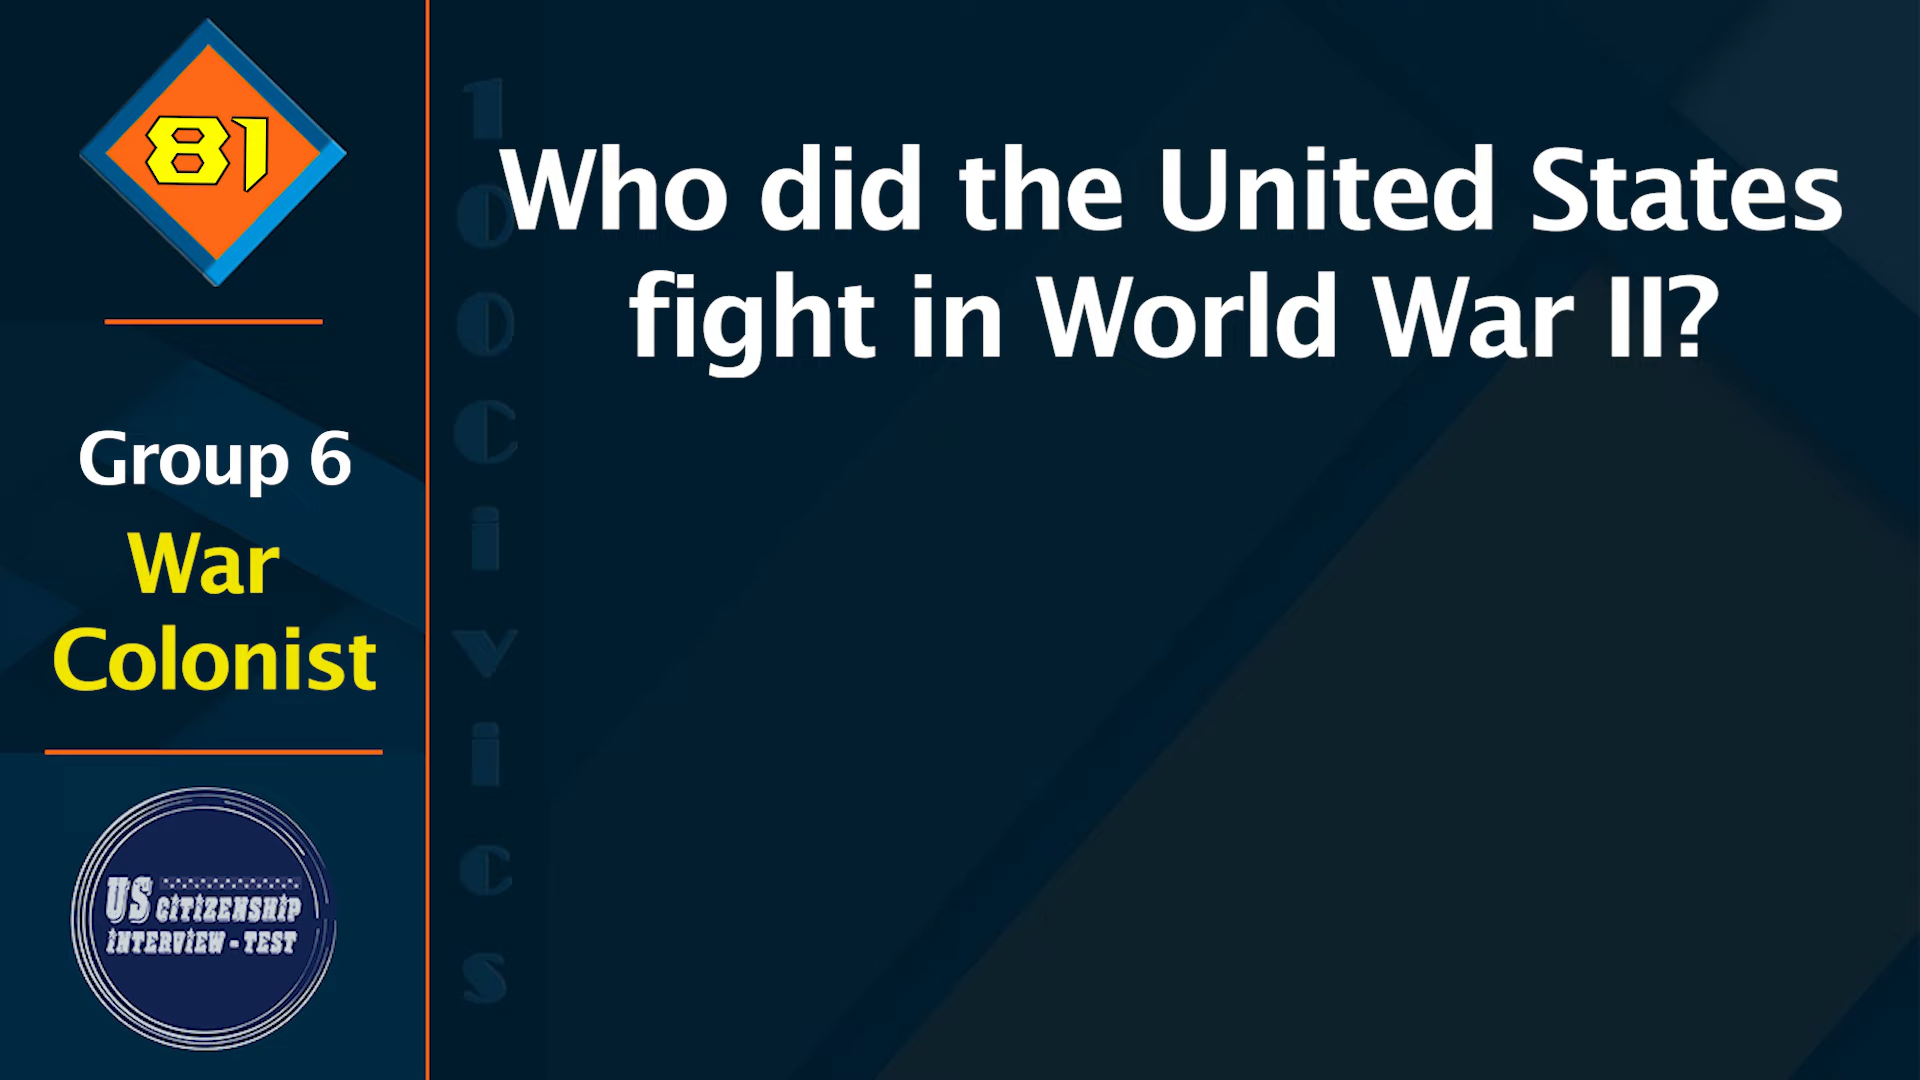 81
Group 6
War
Colonist
US CITIZENSHIP
INTERVIEW - TEST
100 Civics
Who did the United States
fight in World War II?